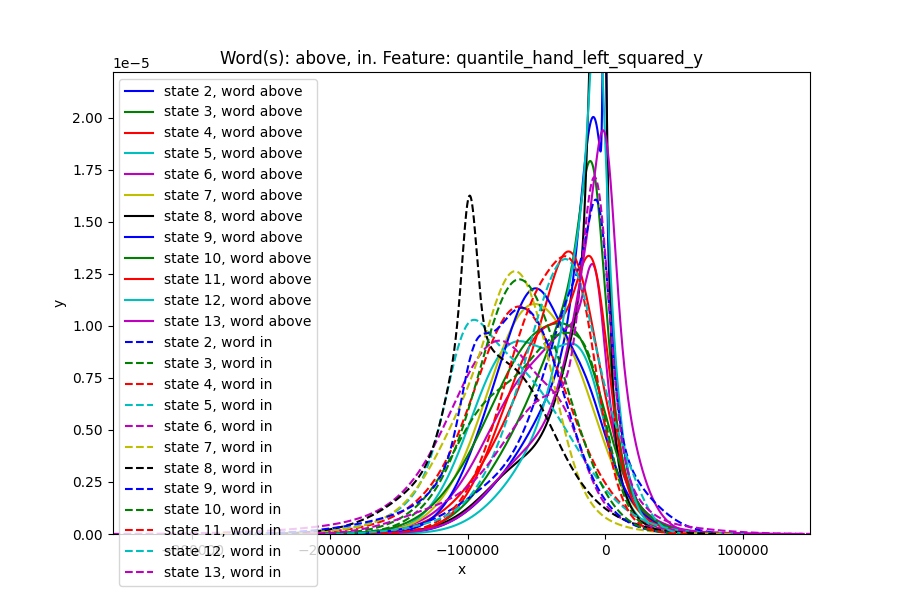 Word(s): above, in. Feature: quantile_hand_left_squared_y
1e−5
2.00
1.75
1.50
1.25
1.00
0.75
0.50
0.25
0.00
y
state 2, word above
state 3, word above
state 4, word above
state 5, word above
state 6, word above
state 7, word above
state 8, word above
state 9, word above
state 10, word above
state 11, word above
state 12, word above
state 13, word above
state 2, word in
state 3, word in
state 4, word in
state 5, word in
state 6, word in
state 7, word in
state 8, word in
state 9, word in
state 10, word in
state 11, word in
state 12, word in
state 13, word in
−200000 −100000 0 100000
x